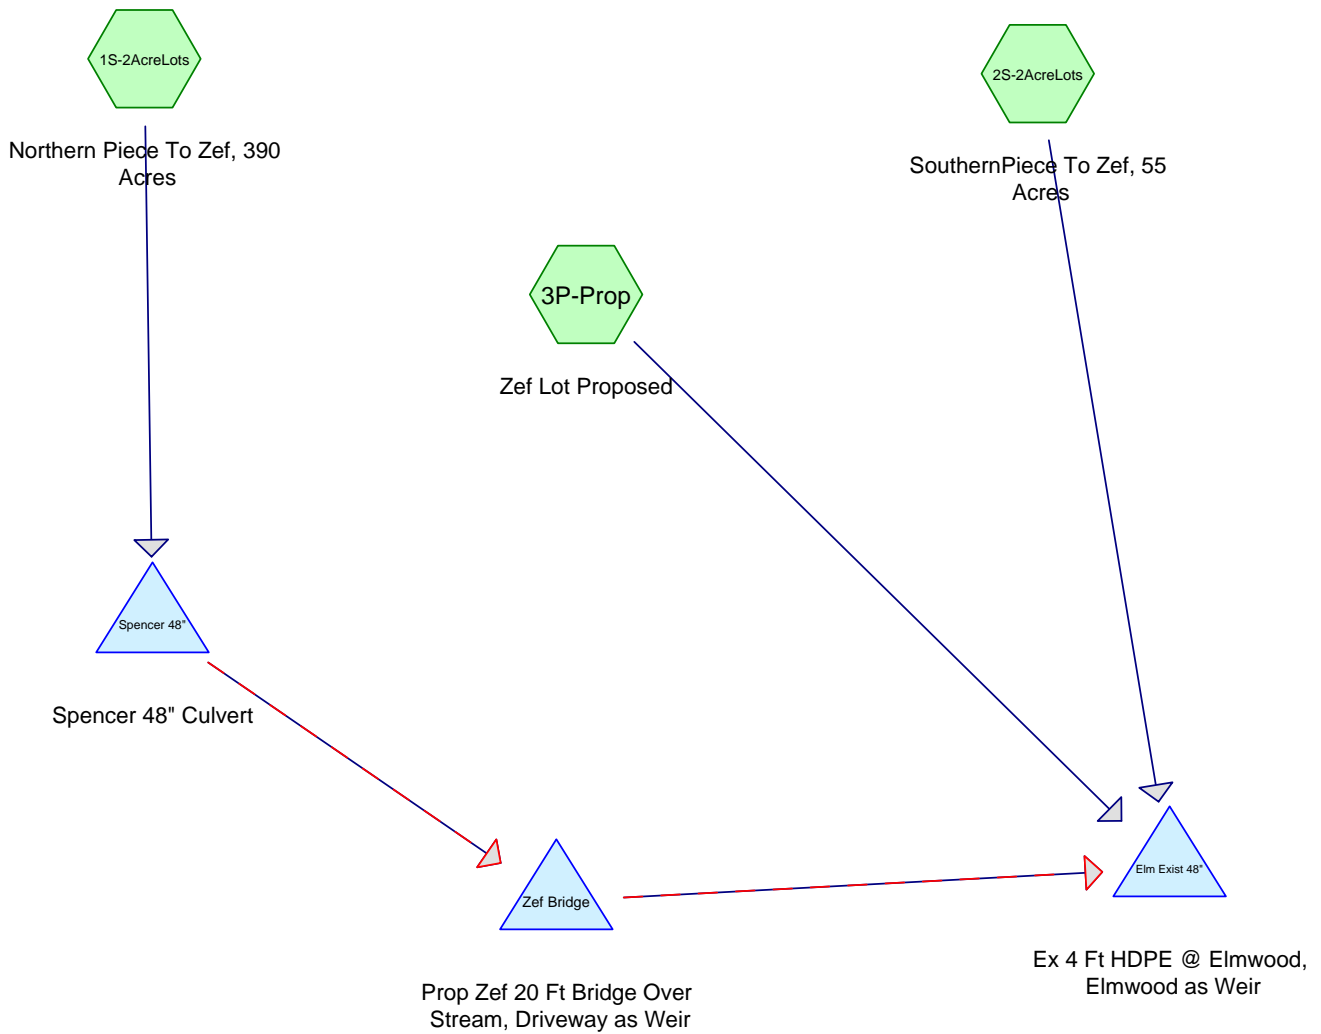 1S-2AcreLots
Northern Piece To Zef, 390
Acres
2S-2AcreLots
SouthernPiece To Zef, 55
Acres
3P-Prop
Zef Lot Proposed
Spencer 48"
Spencer 48" Culvert
Zef Bridge
Prop Zef 20 Ft Bridge Over
Stream, Driveway as Weir
Elm Exist 48"
Ex 4 Ft HDPE @ Elmwood,
Elmwood as Weir